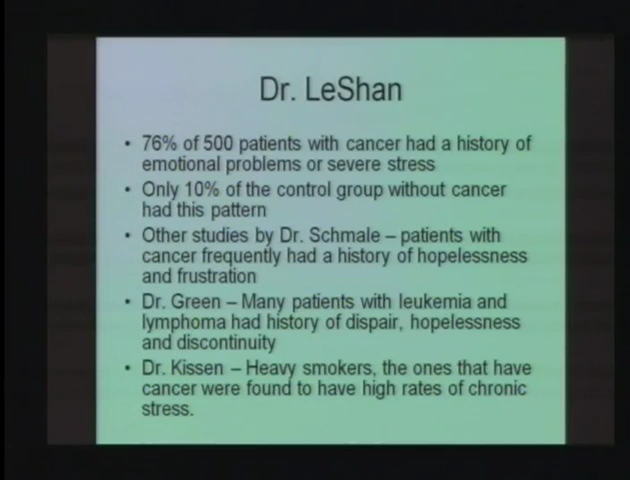 Dr. LeShan
• 76% of 500 patients with cancer had a history of
emotional problems or severe stress
• Only 10% of the control group without cancer
had this pattern
• Other studies by Dr. Schmale – patients with
cancer frequently had a history of hopelessness
and frustration
• Dr. Green – Many patients with leukemia and
lymphoma had history of dispair, hopelessness
and discontinuity
• Dr. Kissen – Heavy smokers, the ones that have
cancer were found to have high rates of chronic
stress.